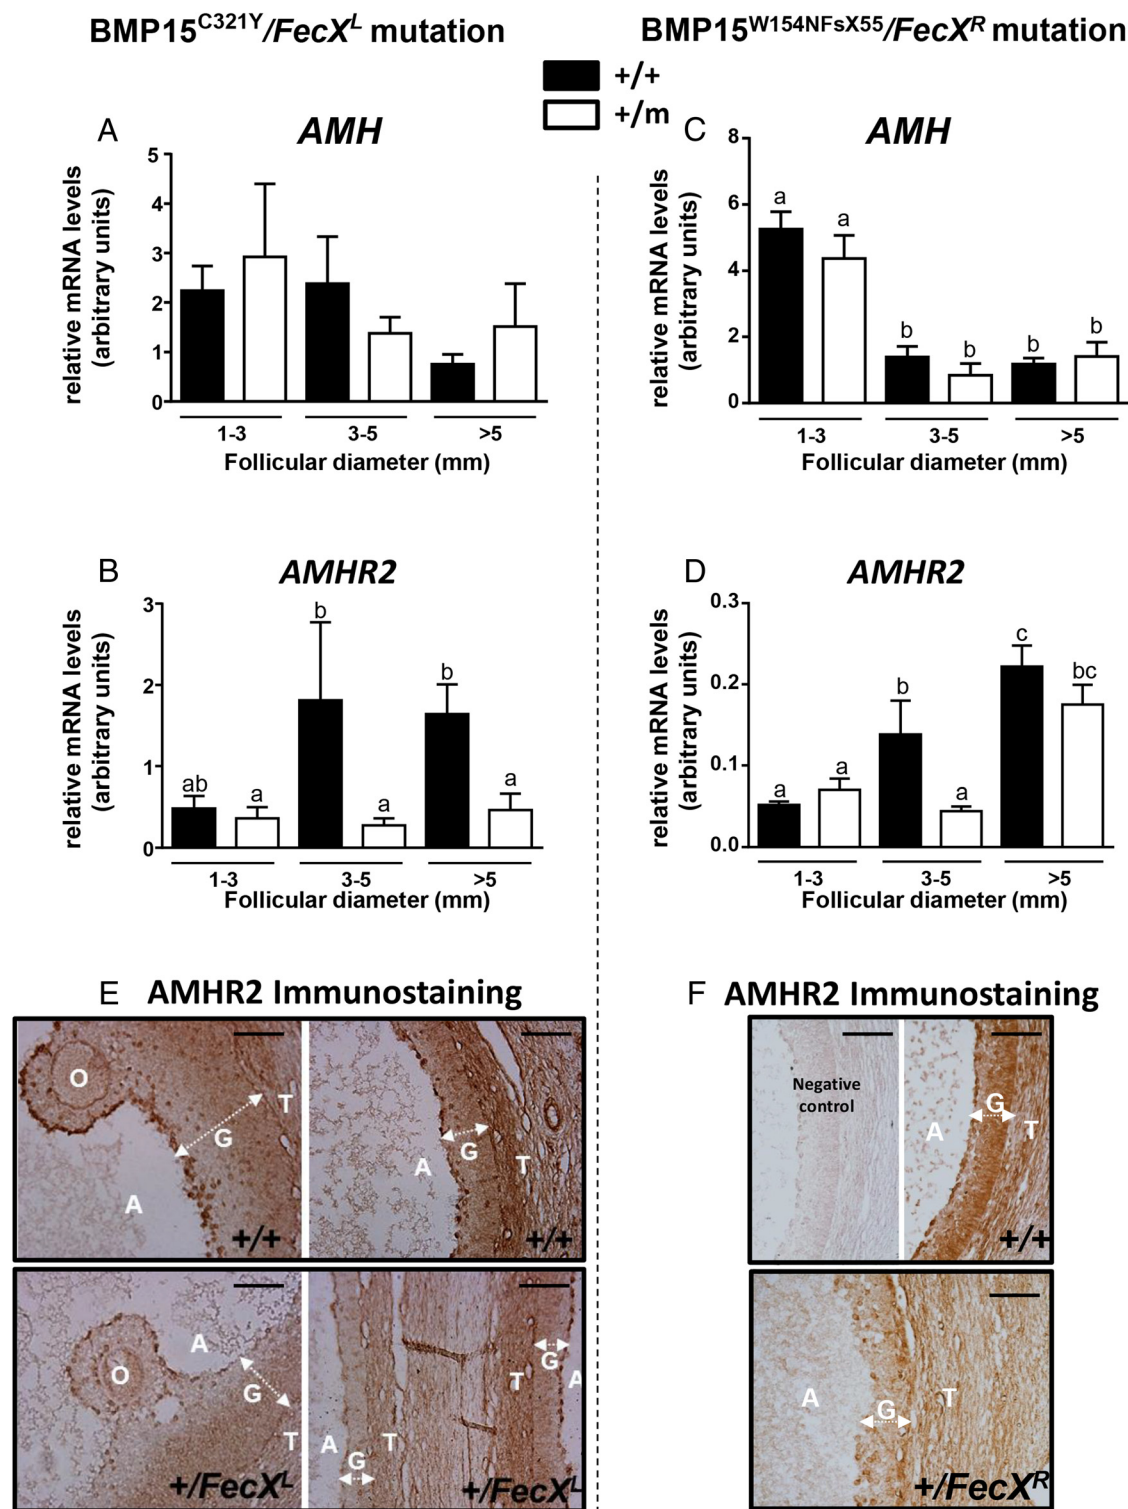 BMP15C321Y/FecXL mutation
BMP15W154NFsX55/FecXR mutation
+/+
+/m
A
AMH
relative mRNA levels
(arbitrary units)
5
4
3
2
1
0
1-3
3-5
>5
Follicular diameter (mm)
C
AMH
relative mRNA levels
(arbitrary units)
8
6
4
2
0
a
a
b
b
b
b
1-3
3-5
>5
Follicular diameter (mm)
B
AMHR2
relative mRNA levels
(arbitrary units)
3
2
1
0
ab
a
b
a
b
a
1-3
3-5
>5
Follicular diameter (mm)
D
AMHR2
relative mRNA levels
(arbitrary units)
0.3
0.2
0.1
0.0
a
a
b
a
c
bc
1-3
3-5
>5
Follicular diameter (mm)
E
AMHR2 Immunostaining
O
G
T
A
+/+
A
G
T
+/+
O
A
G
T
+/FecXL
A
G
T
T
G
A
+/FecXL
F
AMHR2 Immunostaining
Negative
control
A
G
T
+/+
A
G
T
+/FecXR